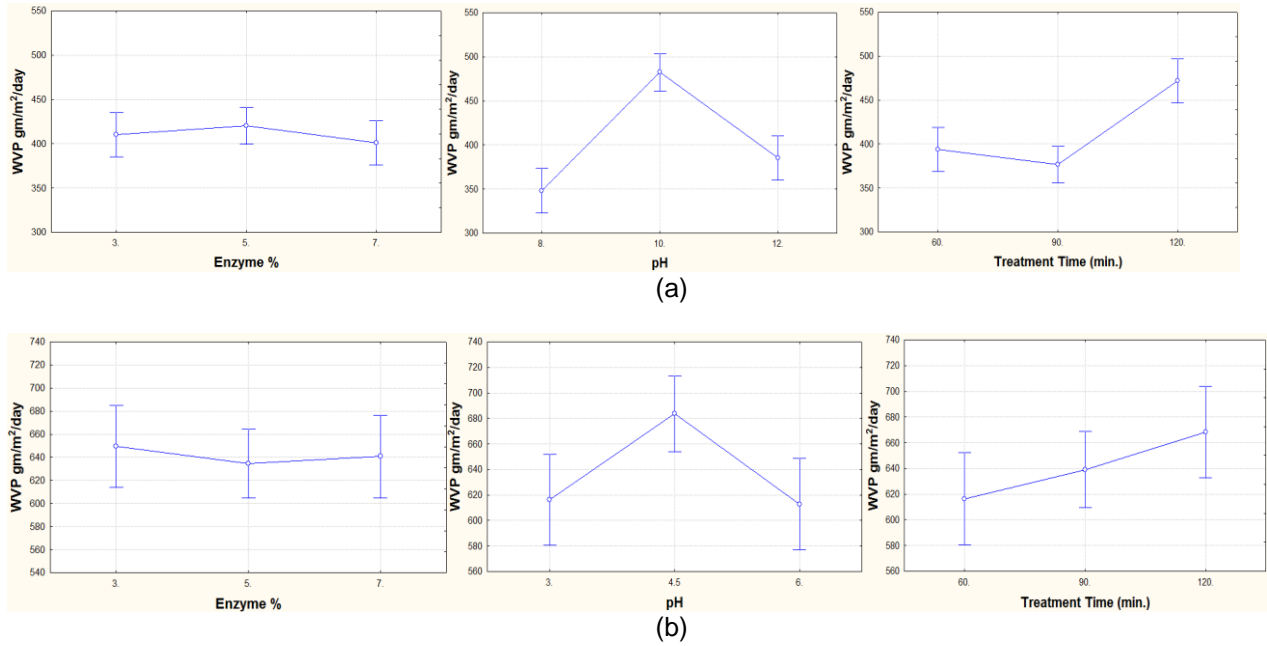 550
500
450
400
350
300
WVP gm/m²/day
3. 5. 7.
Enzyme %
550
500
450
400
350
300
WVP gm/m²/day
8. 10. 12.
pH
550
500
450
400
350
300
WVP gm/m²/day
60. 90. 120.
Treatment Time (min.)
(a)
740
720
700
680
660
640
620
600
580
560
540
WVP gm/m²/day
3. 5. 7.
Enzyme %
740
720
700
680
660
640
620
600
580
560
WVP gm/m²/day
3. 4.5 6.
pH
740
720
700
680
660
640
620
600
580
560
WVP gm/m²/day
60. 90. 120.
Treatment Time (min.)
(b)